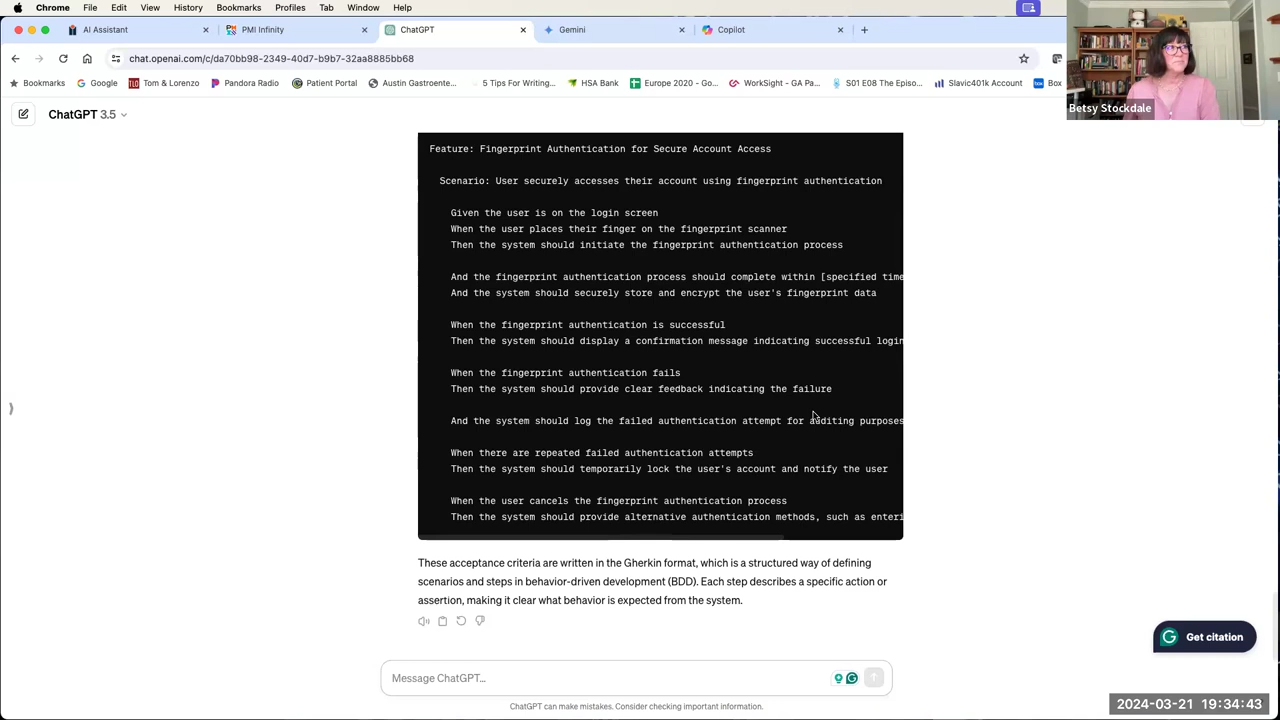 Chrome File Edit View History Bookmarks Profiles Tab Window Help
AI Assistant PMI Infinity ChatGPT Gemini Copilot
chat.openai.com/c/da70bb98-2349-40d7-b9b7-32aa8885bb68
Bookmarks Google Tom & Lorenzo Pandora Radio Patient Portal Austin Gastroente... 5 Tips For Writing... HSA Bank Europe 2020 - Go... WorkSight - GA Pa... S01 E08 The Episo... Slavic401k Account Box
Betsy Stockdale
ChatGPT 3.5
Feature: Fingerprint Authentication for Secure Account Access
Scenario: User securely accesses their account using fingerprint authentication
Given the user is on the login screen
When the user places their finger on the fingerprint scanner
Then the system should initiate the fingerprint authentication process
And the fingerprint authentication process should complete within [specified time
And the system should securely store and encrypt the user's fingerprint data
When the fingerprint authentication is successful
Then the system should display a confirmation message indicating successful login
When the fingerprint authentication fails
Then the system should provide clear feedback indicating the failure
And the system should log the failed authentication attempt for auditing purposes
When there are repeated failed authentication attempts
Then the system should temporarily lock the user's account and notify the user
When the user cancels the fingerprint authentication process
Then the system should provide alternative authentication methods, such as enteri
These acceptance criteria are written in the Gherkin format, which is a structured way of defining
scenarios and steps in behavior-driven development (BDD). Each step describes a specific action or
assertion, making it clear what behavior is expected from the system.
Get citation
Message ChatGPT...
ChatGPT can make mistakes. Consider checking important information.
2024-03-21 19:34:43